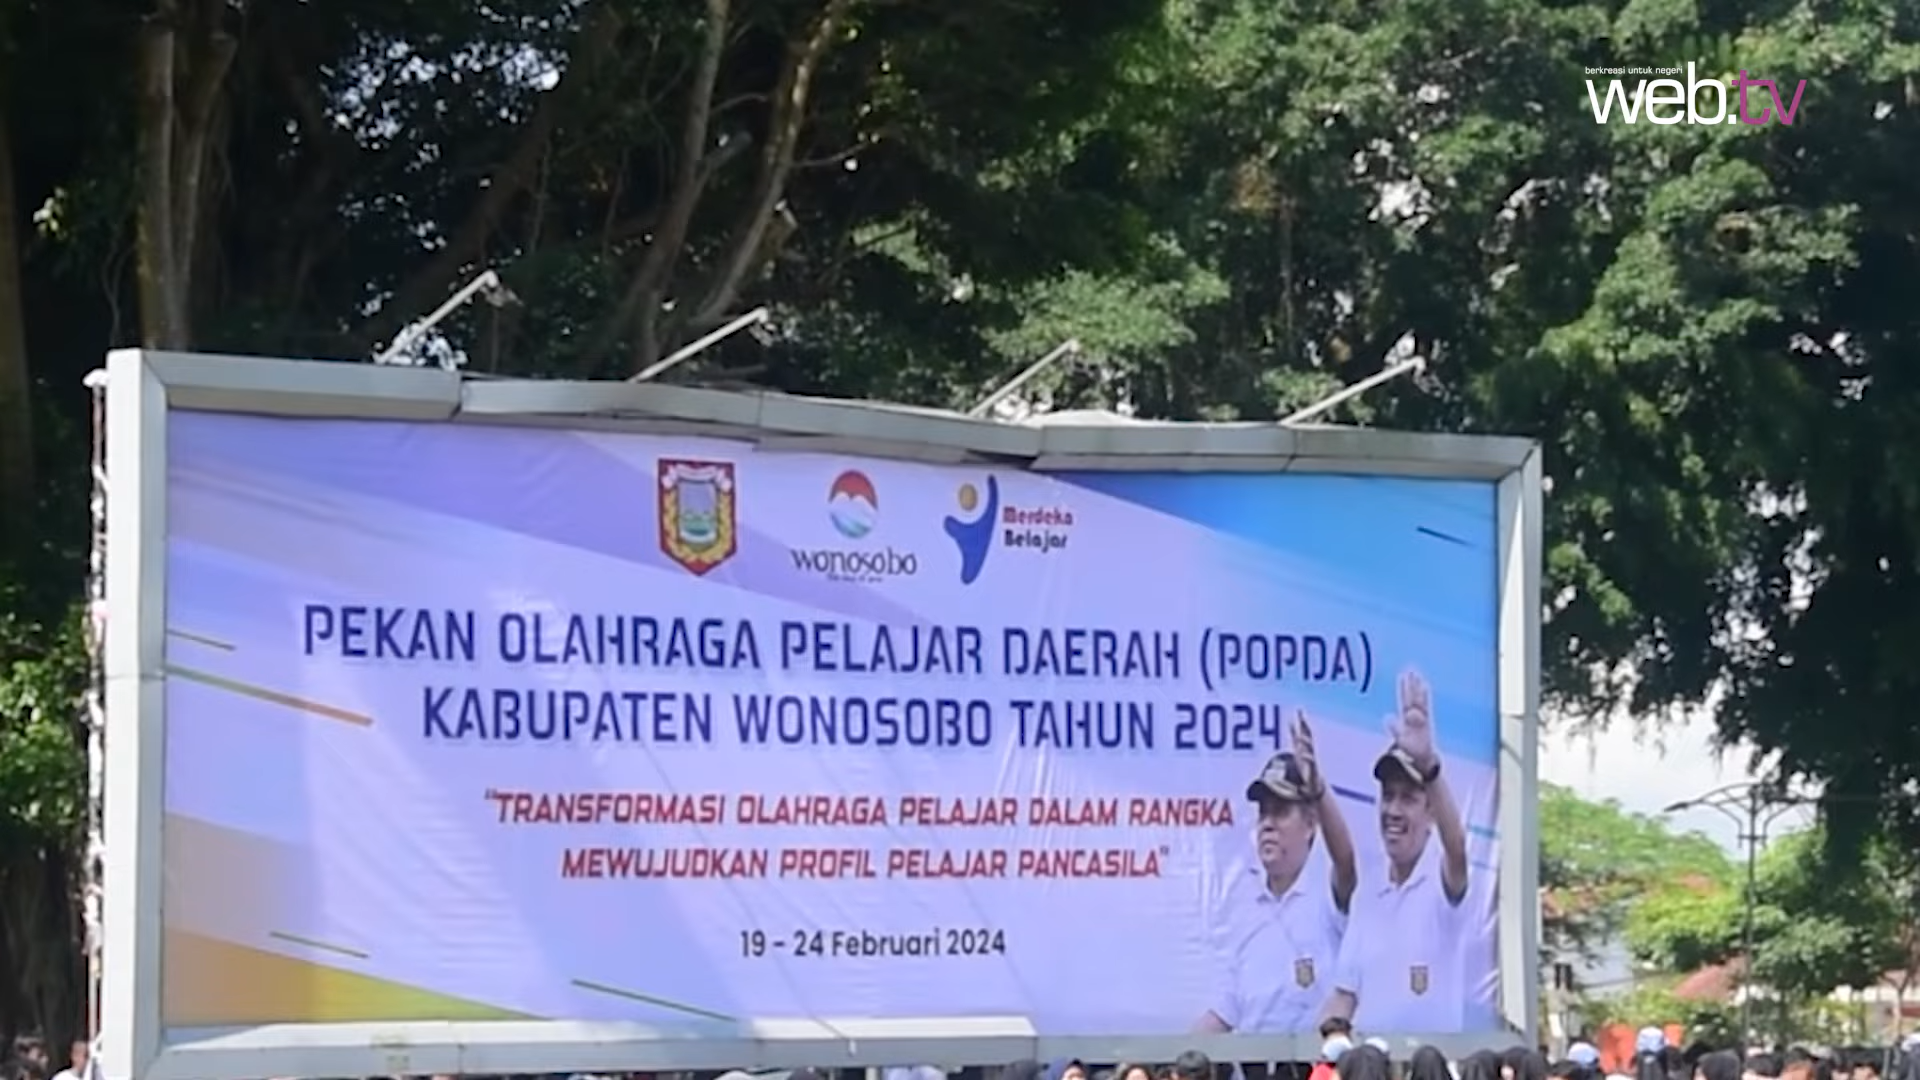 berkreasi untuk negeri
web.tv
wonosobo
Merdeka
Belajar
PEKAN OLAHRAGA PELAJAR DAERAH (POPDA)
KABUPATEN WONOSOBO TAHUN 2024
"TRANSFORMASI OLAHRAGA PELAJAR DALAM RANGKA
MEWUJUDKAN PROFIL PELAJAR PANCASILA"
19 - 24 Februari 2024